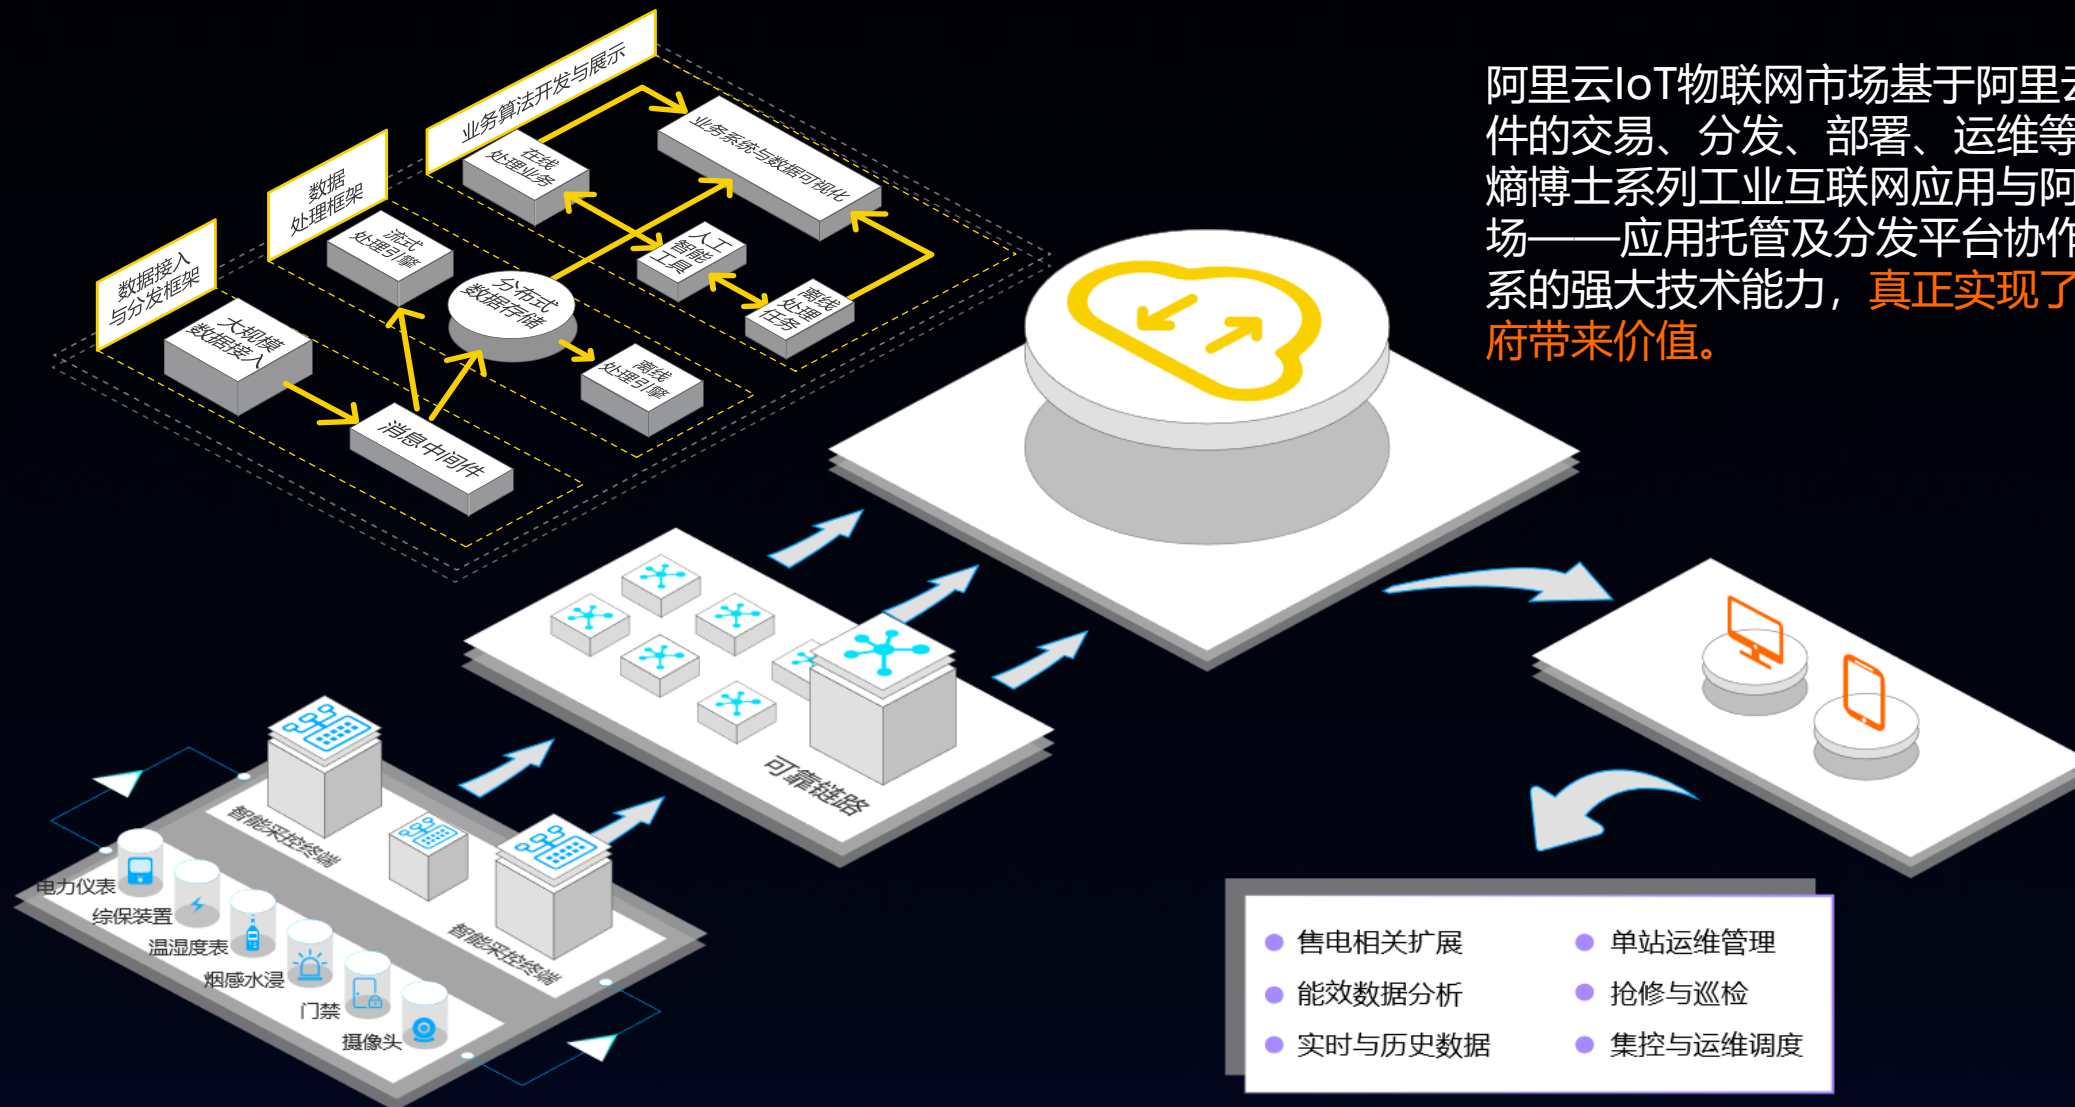 业务算法开发与展示
数据
处理框架
数据接入
与分发框架
在线
处理业务
业务系统与数据可视化
流式
处理引擎
人工
智能
工具
分布式
数据存储
离线
处理
任务
大规模
数据接入
离线
处理引擎
消息中间件
阿里云IoT物联网市场基于阿里云
件的交易、分发、部署、运维等
熵博士系列工业互联网应用与阿
场——应用托管及分发平台协作
系的强大技术能力，真正实现了
府带来价值。
可靠链路
智能采控终端
智能采控终端
电力仪表
综保装置
温湿度表
烟感水浸
门禁
摄像头
售电相关扩展
能效数据分析
实时与历史数据
单站运维管理
抢修与巡检
集控与运维调度